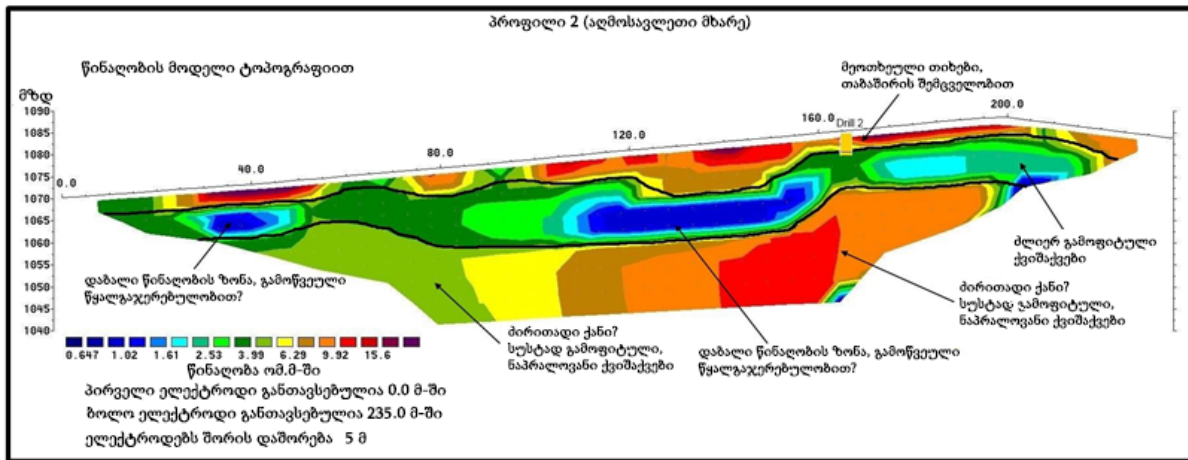 პროფილი 2 (აღმოსავლეთი მხარე)
წინაღობის მოდელი ტოპოგრაფიით
მეოთხეული თიხები,
თაბაშირის შემცველობით
მზდ
1090
1085
1080
1075
1070
1065
1060
1055
1050
1045
1040
0.0
40.0
80.0
120.0
160.0
200.0
Drill 2
დაბალი წინაღობის ზონა, გამოწვეული
წყალგაჯერებულობით?
ძლიერ გამოფიტული
ქვიშაქვები
ძირითადი ქანი?
სუსტად გამოფიტული,
ნაპრალოვანი ქვიშაქვები
ძირითადი ქანი?
სუსტად გამოფიტული,
ნაპრალოვანი ქვიშაქვები
დაბალი წინაღობის ზონა, გამოწვეული
წყალგაჯერებულობით?
0.647 1.02 1.61 2.53 3.99 6.29 9.92 15.6
წინაღობა ომ.მ-ში
პირველი ელექტროდი განთავსებულია 0.0 მ-ში
ბოლო ელექტროდი განთავსებულია 235.0 მ-ში
ელექტროდებს შორის დაშორება 5 მ